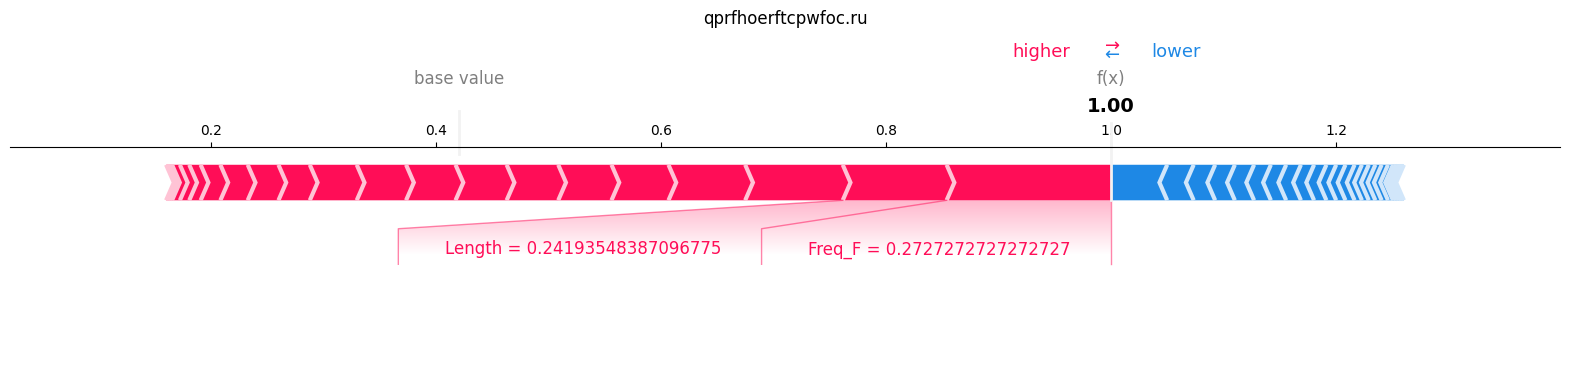 qprfhoerftcpwfoc.ru
higher ⇄ lower
base value f(x)
1.00
0.2 0.4 0.6 0.8 1.0 1.2
Length = 0.24193548387096775 Freq_F = 0.2727272727272727